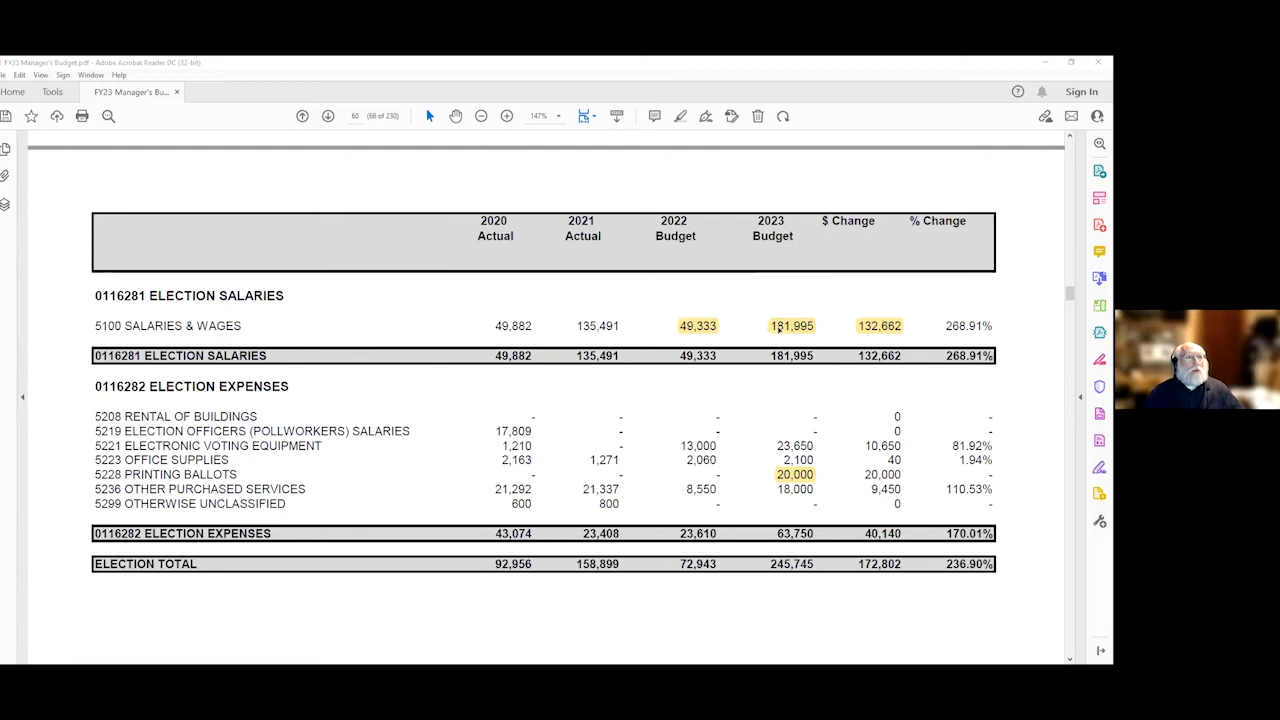 FY23 Manager's Budget.pdf - Adobe Acrobat Reader DC (32-bit)
le Edit View Sign Window Help
Home Tools FY23 Manager's Bu... × Sign In
60 (68 of 230) 147%
2020 2021 2022 2023 $ Change % Change
Actual Actual Budget Budget
0116281 ELECTION SALARIES
5100 SALARIES & WAGES 49,882 135,491 49,333 181,995 132,662 268.91%
0116281 ELECTION SALARIES 49,882 135,491 49,333 181,995 132,662 268.91%
0116282 ELECTION EXPENSES
5208 RENTAL OF BUILDINGS - - - - 0 -
5219 ELECTION OFFICERS (POLLWORKERS) SALARIES 17,809 - - - 0 -
5221 ELECTRONIC VOTING EQUIPMENT 1,210 - 13,000 23,650 10,650 81.92%
5223 OFFICE SUPPLIES 2,163 1,271 2,060 2,100 40 1.94%
5228 PRINTING BALLOTS - - - 20,000 20,000 -
5236 OTHER PURCHASED SERVICES 21,292 21,337 8,550 18,000 9,450 110.53%
5299 OTHERWISE UNCLASSIFIED 600 800 - - 0 -
0116282 ELECTION EXPENSES 43,074 23,408 23,610 63,750 40,140 170.01%
ELECTION TOTAL 92,956 158,899 72,943 245,745 172,802 236.90%